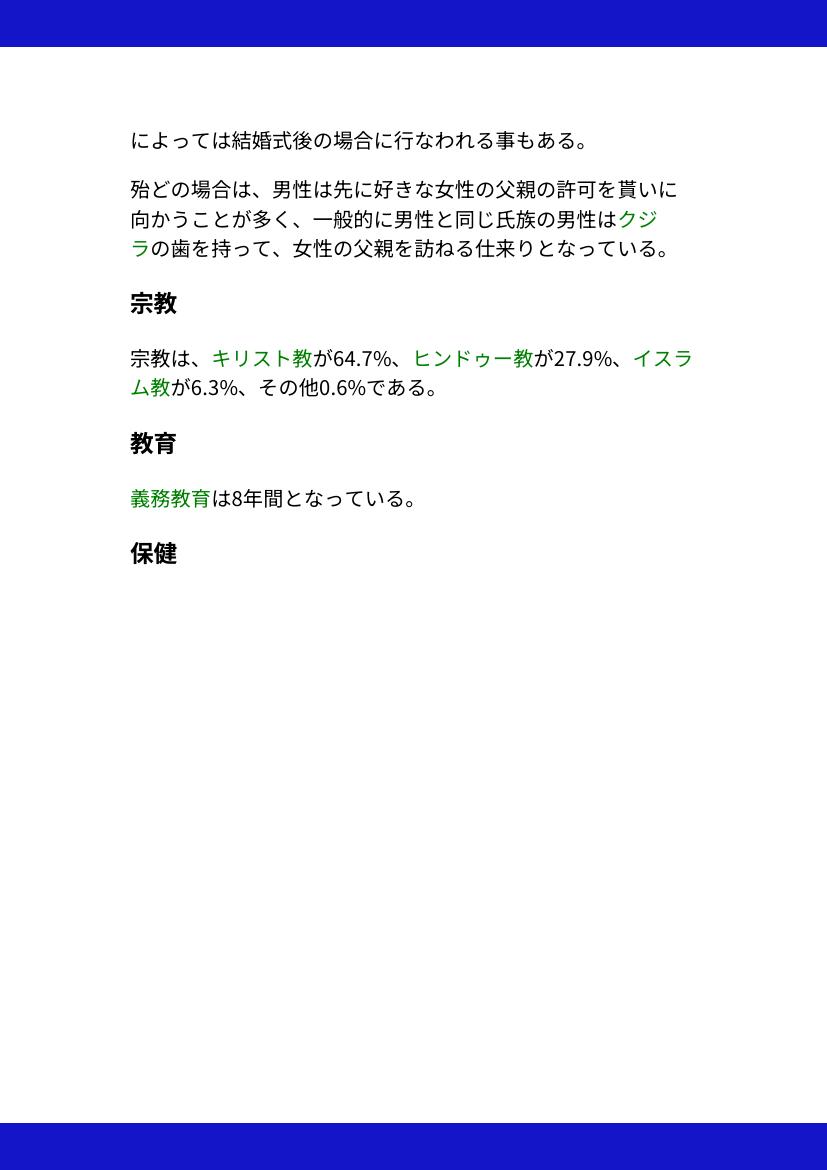 によっては結婚式後の場合に行なわれる事もある。
殆どの場合は、男性は先に好きな女性の父親の許可を貰いに
向かうことが多く、一般的に男性と同じ氏族の男性はクジ
ラの歯を持って、女性の父親を訪ねる仕来りとなっている。
宗教
宗教は、キリスト教が64.7%、ヒンドゥー教が27.9%、イスラ
ム教が6.3%、その他0.6%である。
教育
義務教育は8年間となっている。
保健